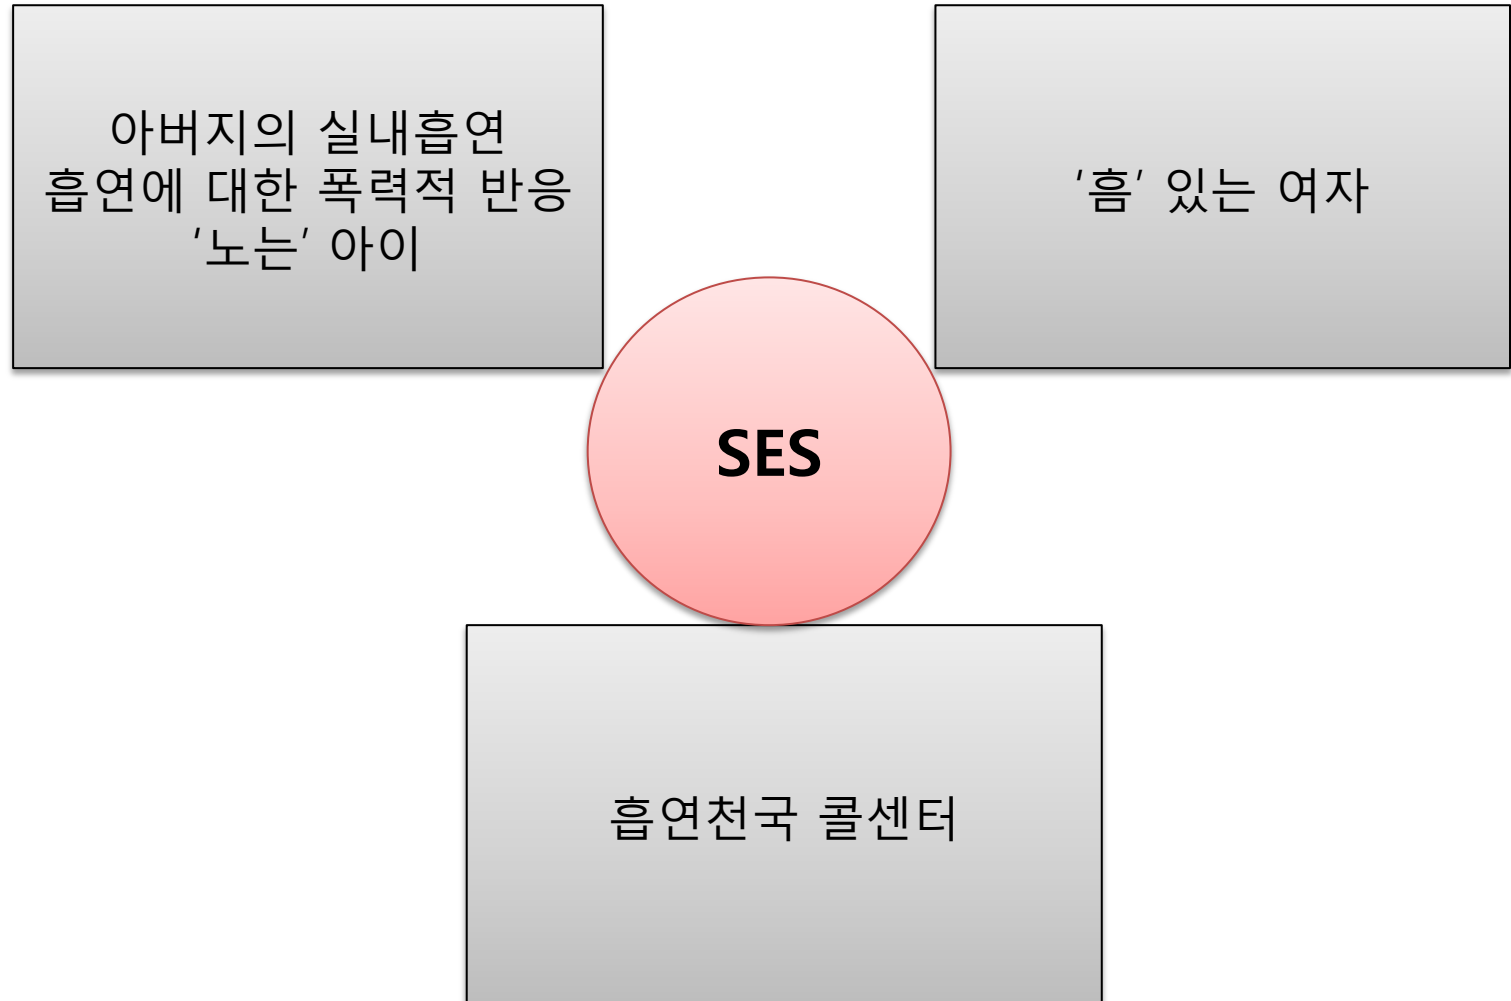 아버지의 실내흡연
흡연에 대한 폭력적 반응
‘노는’ 아이
‘흠’ 있는 여자
SES
흡연천국 콜센터